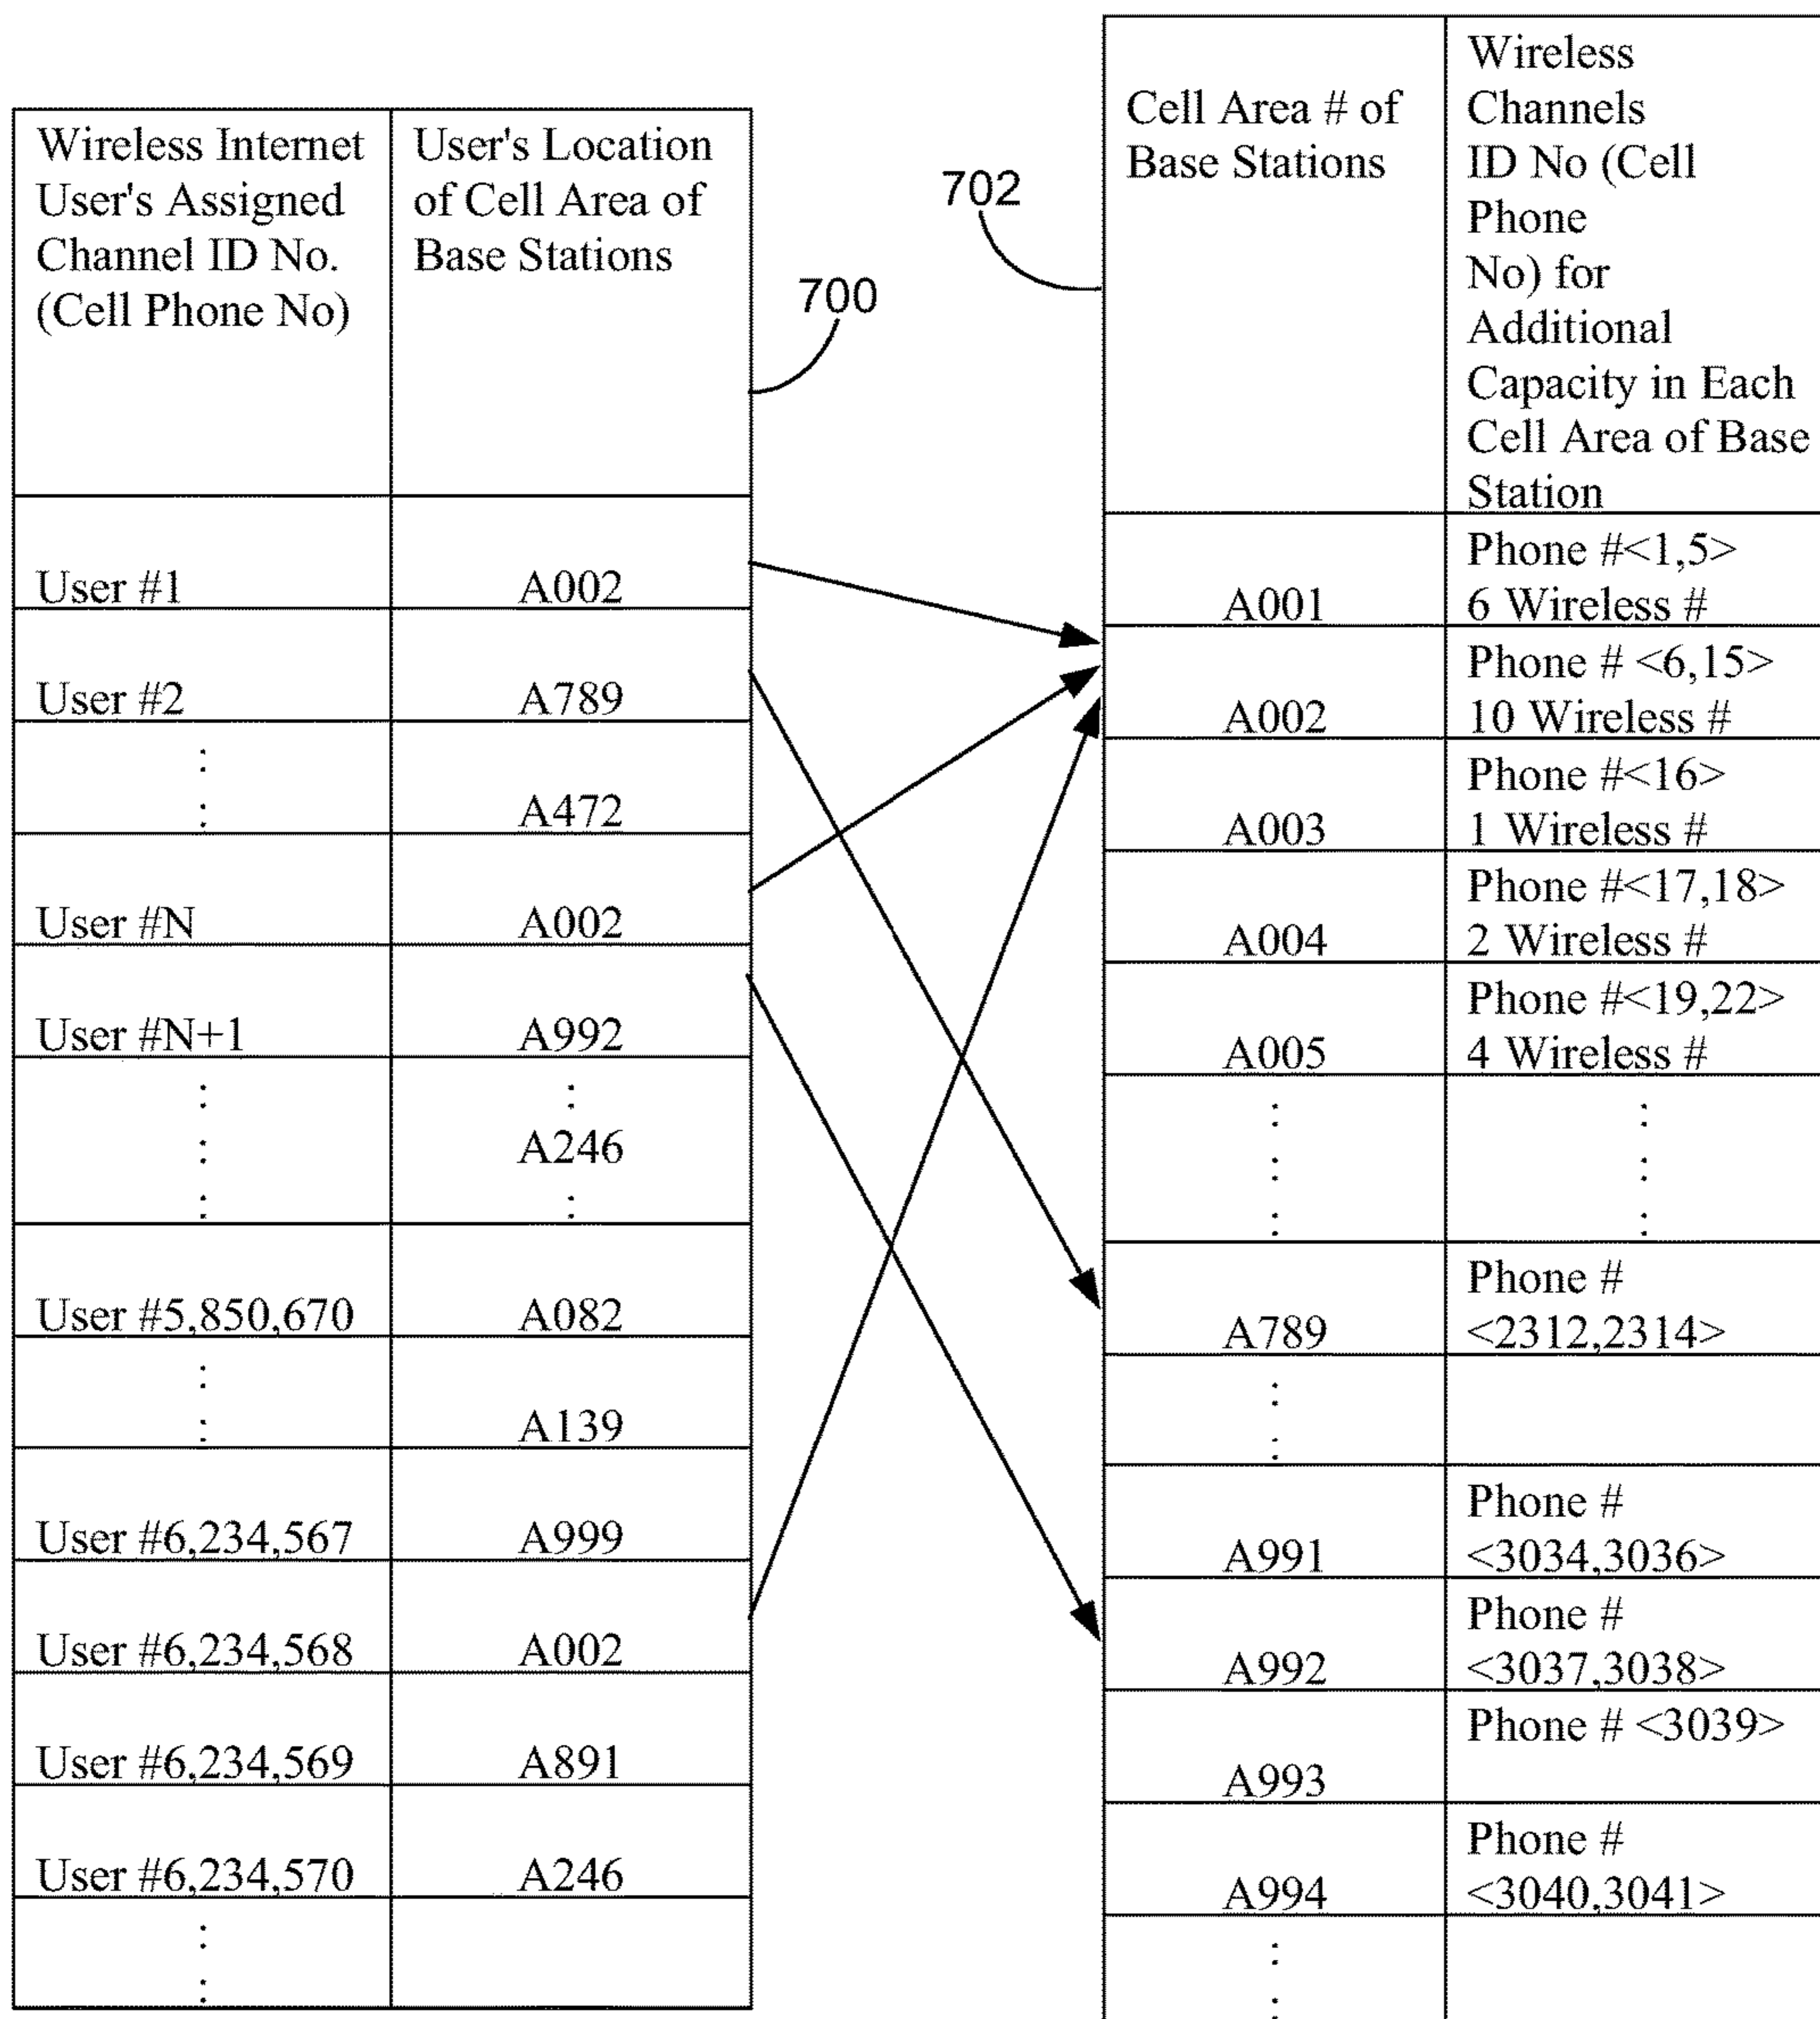 Wireless Internet
User's Assigned
Channel ID No.
(Cell Phone No)
User's Location
of Cell Area of
Base Stations
700
User #1 A002
User #2 A789
:
: A472
User #N A002
User #N+1 A992
: :
: A246
: :
User #5,850,670 A082
:
: A139
User #6,234,567 A999
User #6,234,568 A002
User #6,234,569 A891
User #6,234,570 A246
:
:
702
Cell Area # of
Base Stations
Wireless
Channels
ID No (Cell
Phone
No) for
Additional
Capacity in Each
Cell Area of Base
Station
Phone #<1,5>
A001 6 Wireless #
Phone # <6,15>
A002 10 Wireless #
Phone #<16>
A003 1 Wireless #
Phone #<17,18>
A004 2 Wireless #
Phone #<19,22>
A005 4 Wireless #
: :
: :
: :
Phone #
A789 <2312,2314>
:
:
Phone #
A991 <3034,3036>
Phone #
A992 <3037,3038>
Phone # <3039>
A993
Phone #
A994 <3040,3041>
:
: